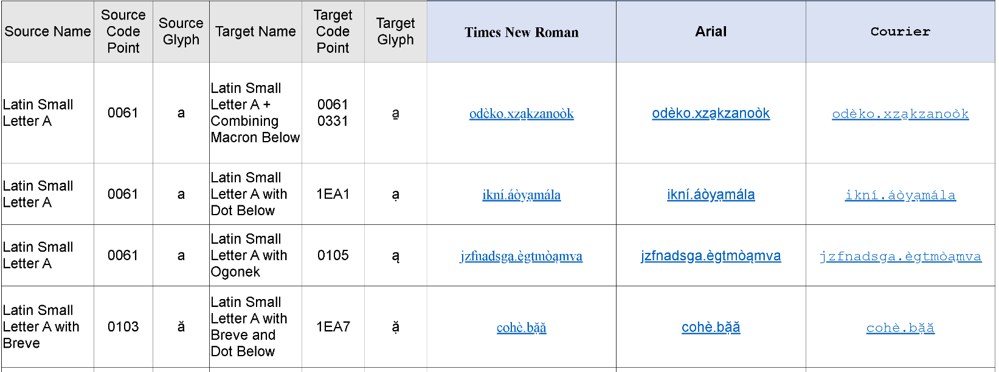 Source Name
Source
Code
Point
Source
Glyph
Target Name
Target
Code
Point
Target
Glyph
Times New Roman
Arial
Courier
Latin Small
Letter A
0061
a
Latin Small
Letter A +
Combining
Macron Below
0061
0331
a̱
odèko.xza̱kzanoòk
odèko.xza̱kzanoòk
odèko.xza̱kzanoòk
Latin Small
Letter A
0061
a
Latin Small
Letter A with
Dot Below
1EA1
ạ
ikní.áòyạmála
ikní.áòyạmála
ikní.áòyạmála
Latin Small
Letter A
0061
a
Latin Small
Letter A with
Ogonek
0105
ą
jzfnadsga.ègtmòąmva
jzfnadsga.ègtmòąmva
jzfnadsga.ègtmòąmva
Latin Small
Letter A with
Breve
0103
ă
Latin Small
Letter A with
Breve and
Dot Below
1EA7
ặ
cohè.bặă
cohè.bặă
cohè.bặă